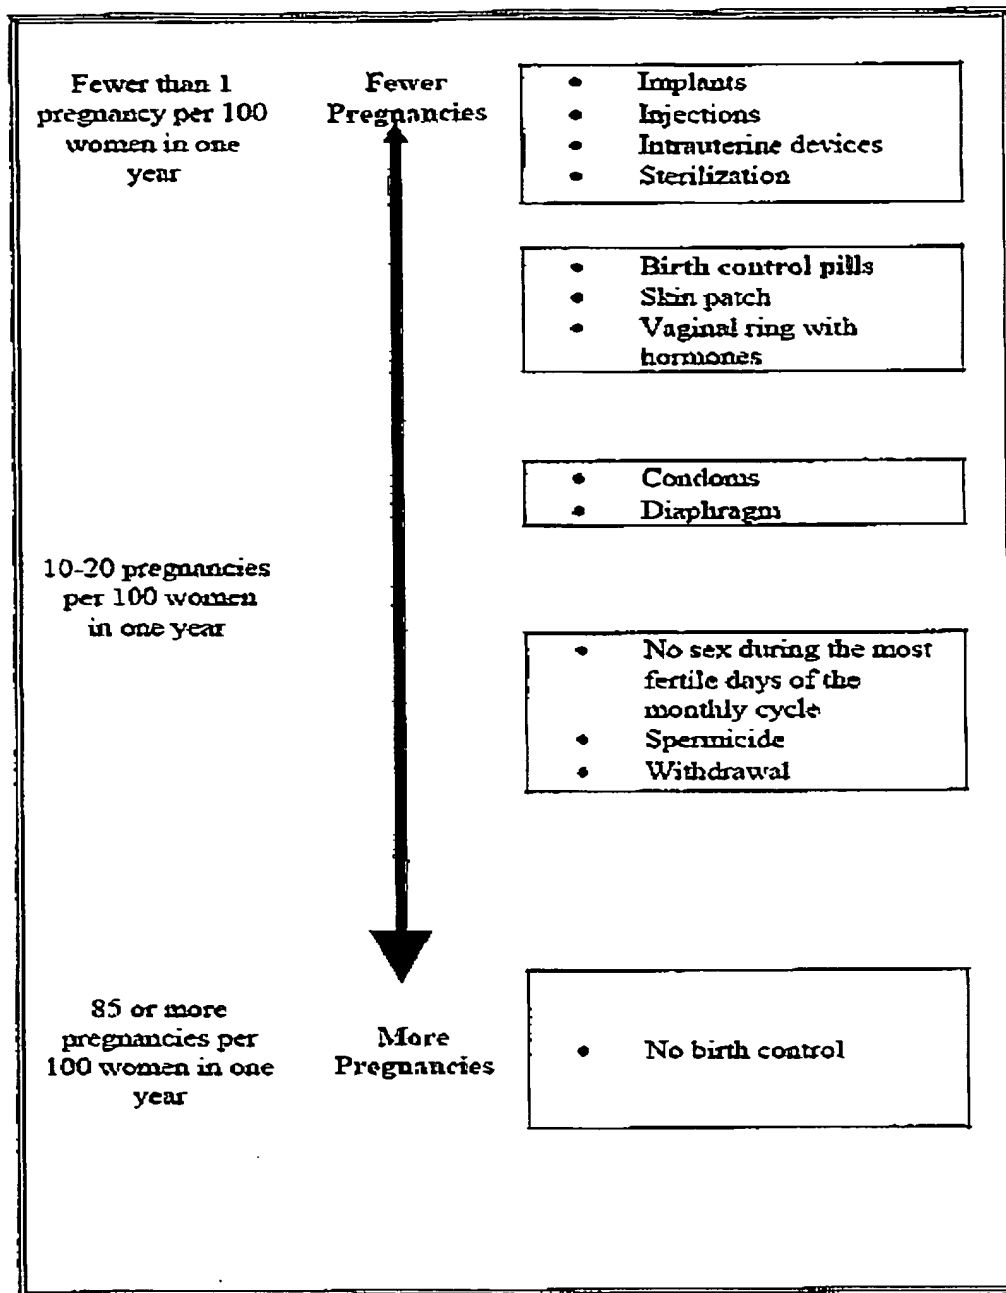 Fewer than 1
pregnancy per 100
women in one
year
Fewer
Pregnancies
• Implants
• Injections
• Intrauterine devices
• Sterilization
• Birth control pills
• Skin patch
• Vaginal ring with
hormones
• Condoms
• Diaphragm
10-20 pregnancies
per 100 women
in one year
• No sex during the most
fertile days of the
monthly cycle
• Spermicide
• Withdrawal
85 or more
pregnancies per
100 women in one
year
More
Pregnancies
• No birth control